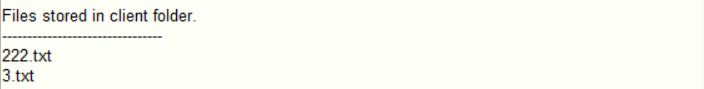 Files stored in client folder.
--------------------------------
222.txt
3.txt